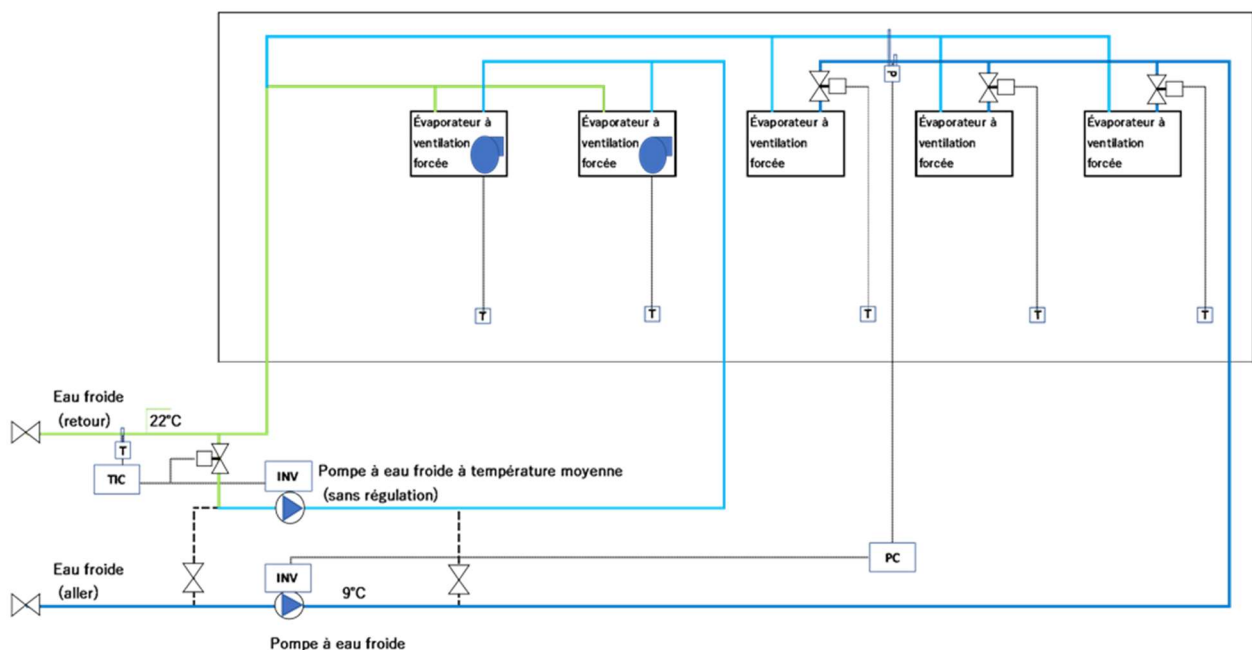 P
Évaporateur à
ventilation
forcée
Évaporateur à
ventilation
forcée
Évaporateur à
ventilation
forcée
Évaporateur à
ventilation
forcée
Évaporateur à
ventilation
forcée
T
T
T
T
T
Eau froide
(retour)
22°C
T
TIC
INV
Pompe à eau froide à température moyenne
(sans régulation)
PC
Eau froide
(aller)
INV
9°C
Pompe à eau froide